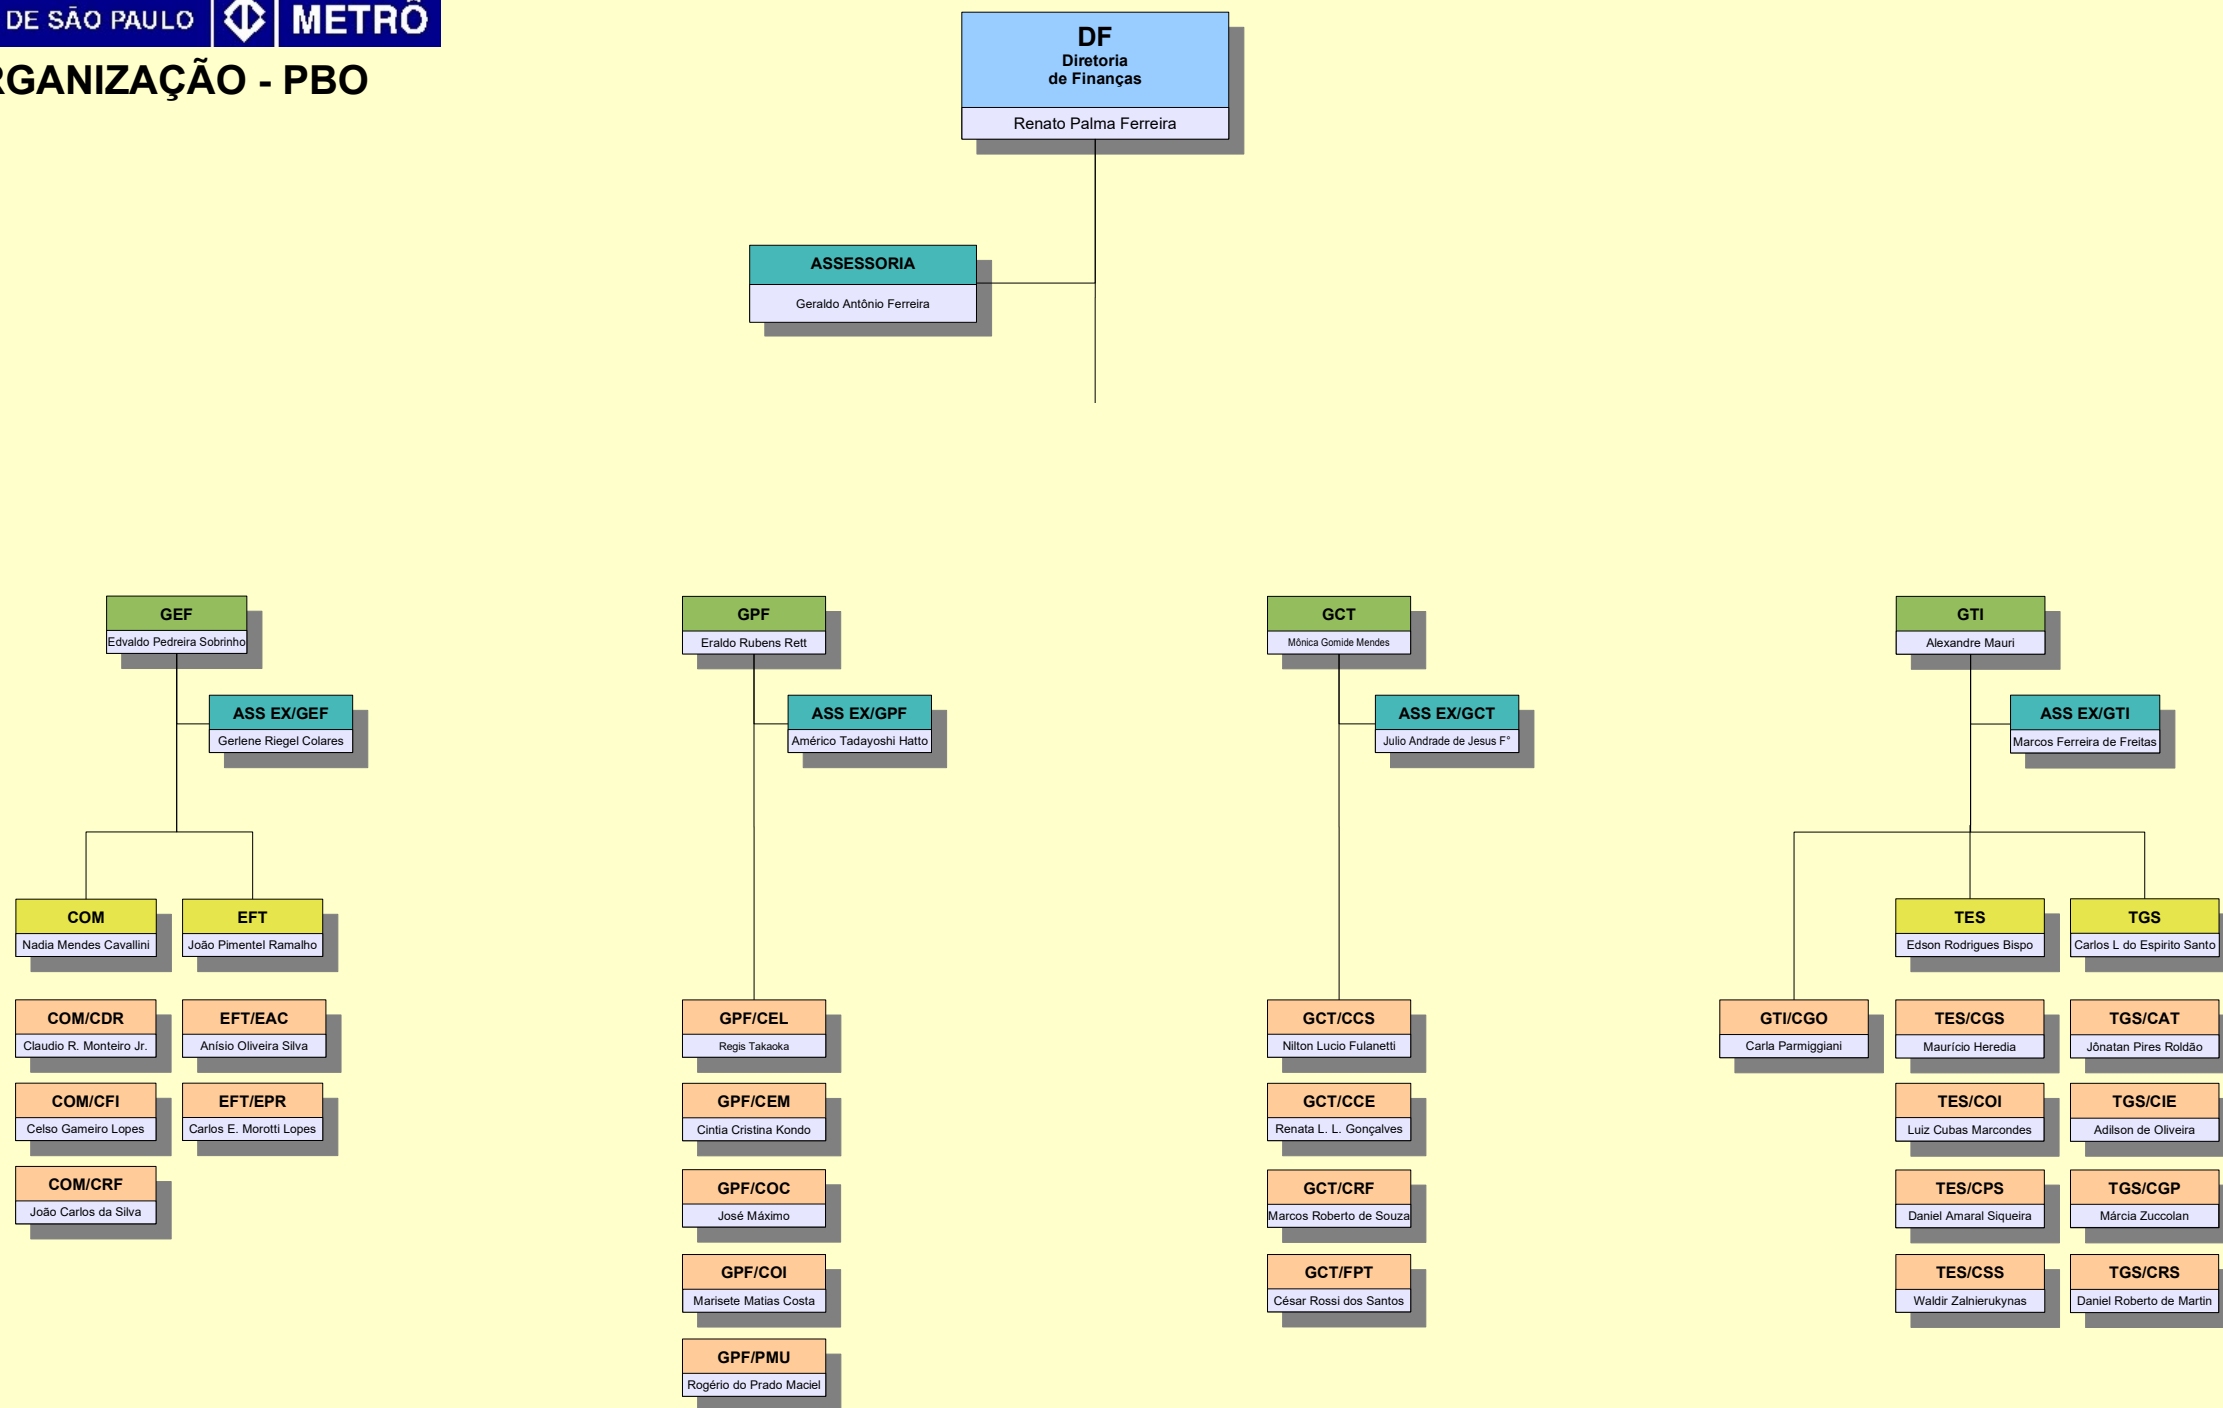 DE SÃO PAULO METRÔ
RGANIZAÇÃO - PBO
DF
Diretoria
de Finanças
Renato Palma Ferreira
ASSESSORIA
Geraldo Antônio Ferreira
GEF
Edvaldo Pedreira Sobrinho
ASS EX/GEF
Gerlene Riegel Colares
COM
Nadia Mendes Cavallini
EFT
João Pimentel Ramalho
COM/CDR
Claudio R. Monteiro Jr.
EFT/EAC
Anísio Oliveira Silva
COM/CFI
Celso Gameiro Lopes
EFT/EPR
Carlos E. Morotti Lopes
COM/CRF
João Carlos da Silva
GPF
Eraldo Rubens Rett
ASS EX/GPF
Américo Tadayoshi Hatto
GPF/CEL
Regis Takaoka
GPF/CEM
Cintia Cristina Kondo
GPF/COC
José Máximo
GPF/COI
Marisete Matias Costa
GPF/PMU
Rogério do Prado Maciel
GCT
Mônica Gomide Mendes
ASS EX/GCT
Julio Andrade de Jesus F°
GCT/CCS
Nilton Lucio Fulanetti
GCT/CCE
Renata L. L. Gonçalves
GCT/CRF
Marcos Roberto de Souza
GCT/FPT
César Rossi dos Santos
GTI
Alexandre Mauri
ASS EX/GTI
Marcos Ferreira de Freitas
TES
Edson Rodrigues Bispo
TGS
Carlos L do Espirito Santo
GTI/CGO
Carla Parmiggiani
TES/CGS
Maurício Heredia
TGS/CAT
Jônatan Pires Roldão
TES/COI
Luiz Cubas Marcondes
TGS/CIE
Adilson de Oliveira
TES/CPS
Daniel Amaral Siqueira
TGS/CGP
Márcia Zuccolan
TES/CSS
Waldir Zalnierukynas
TGS/CRS
Daniel Roberto de Martin